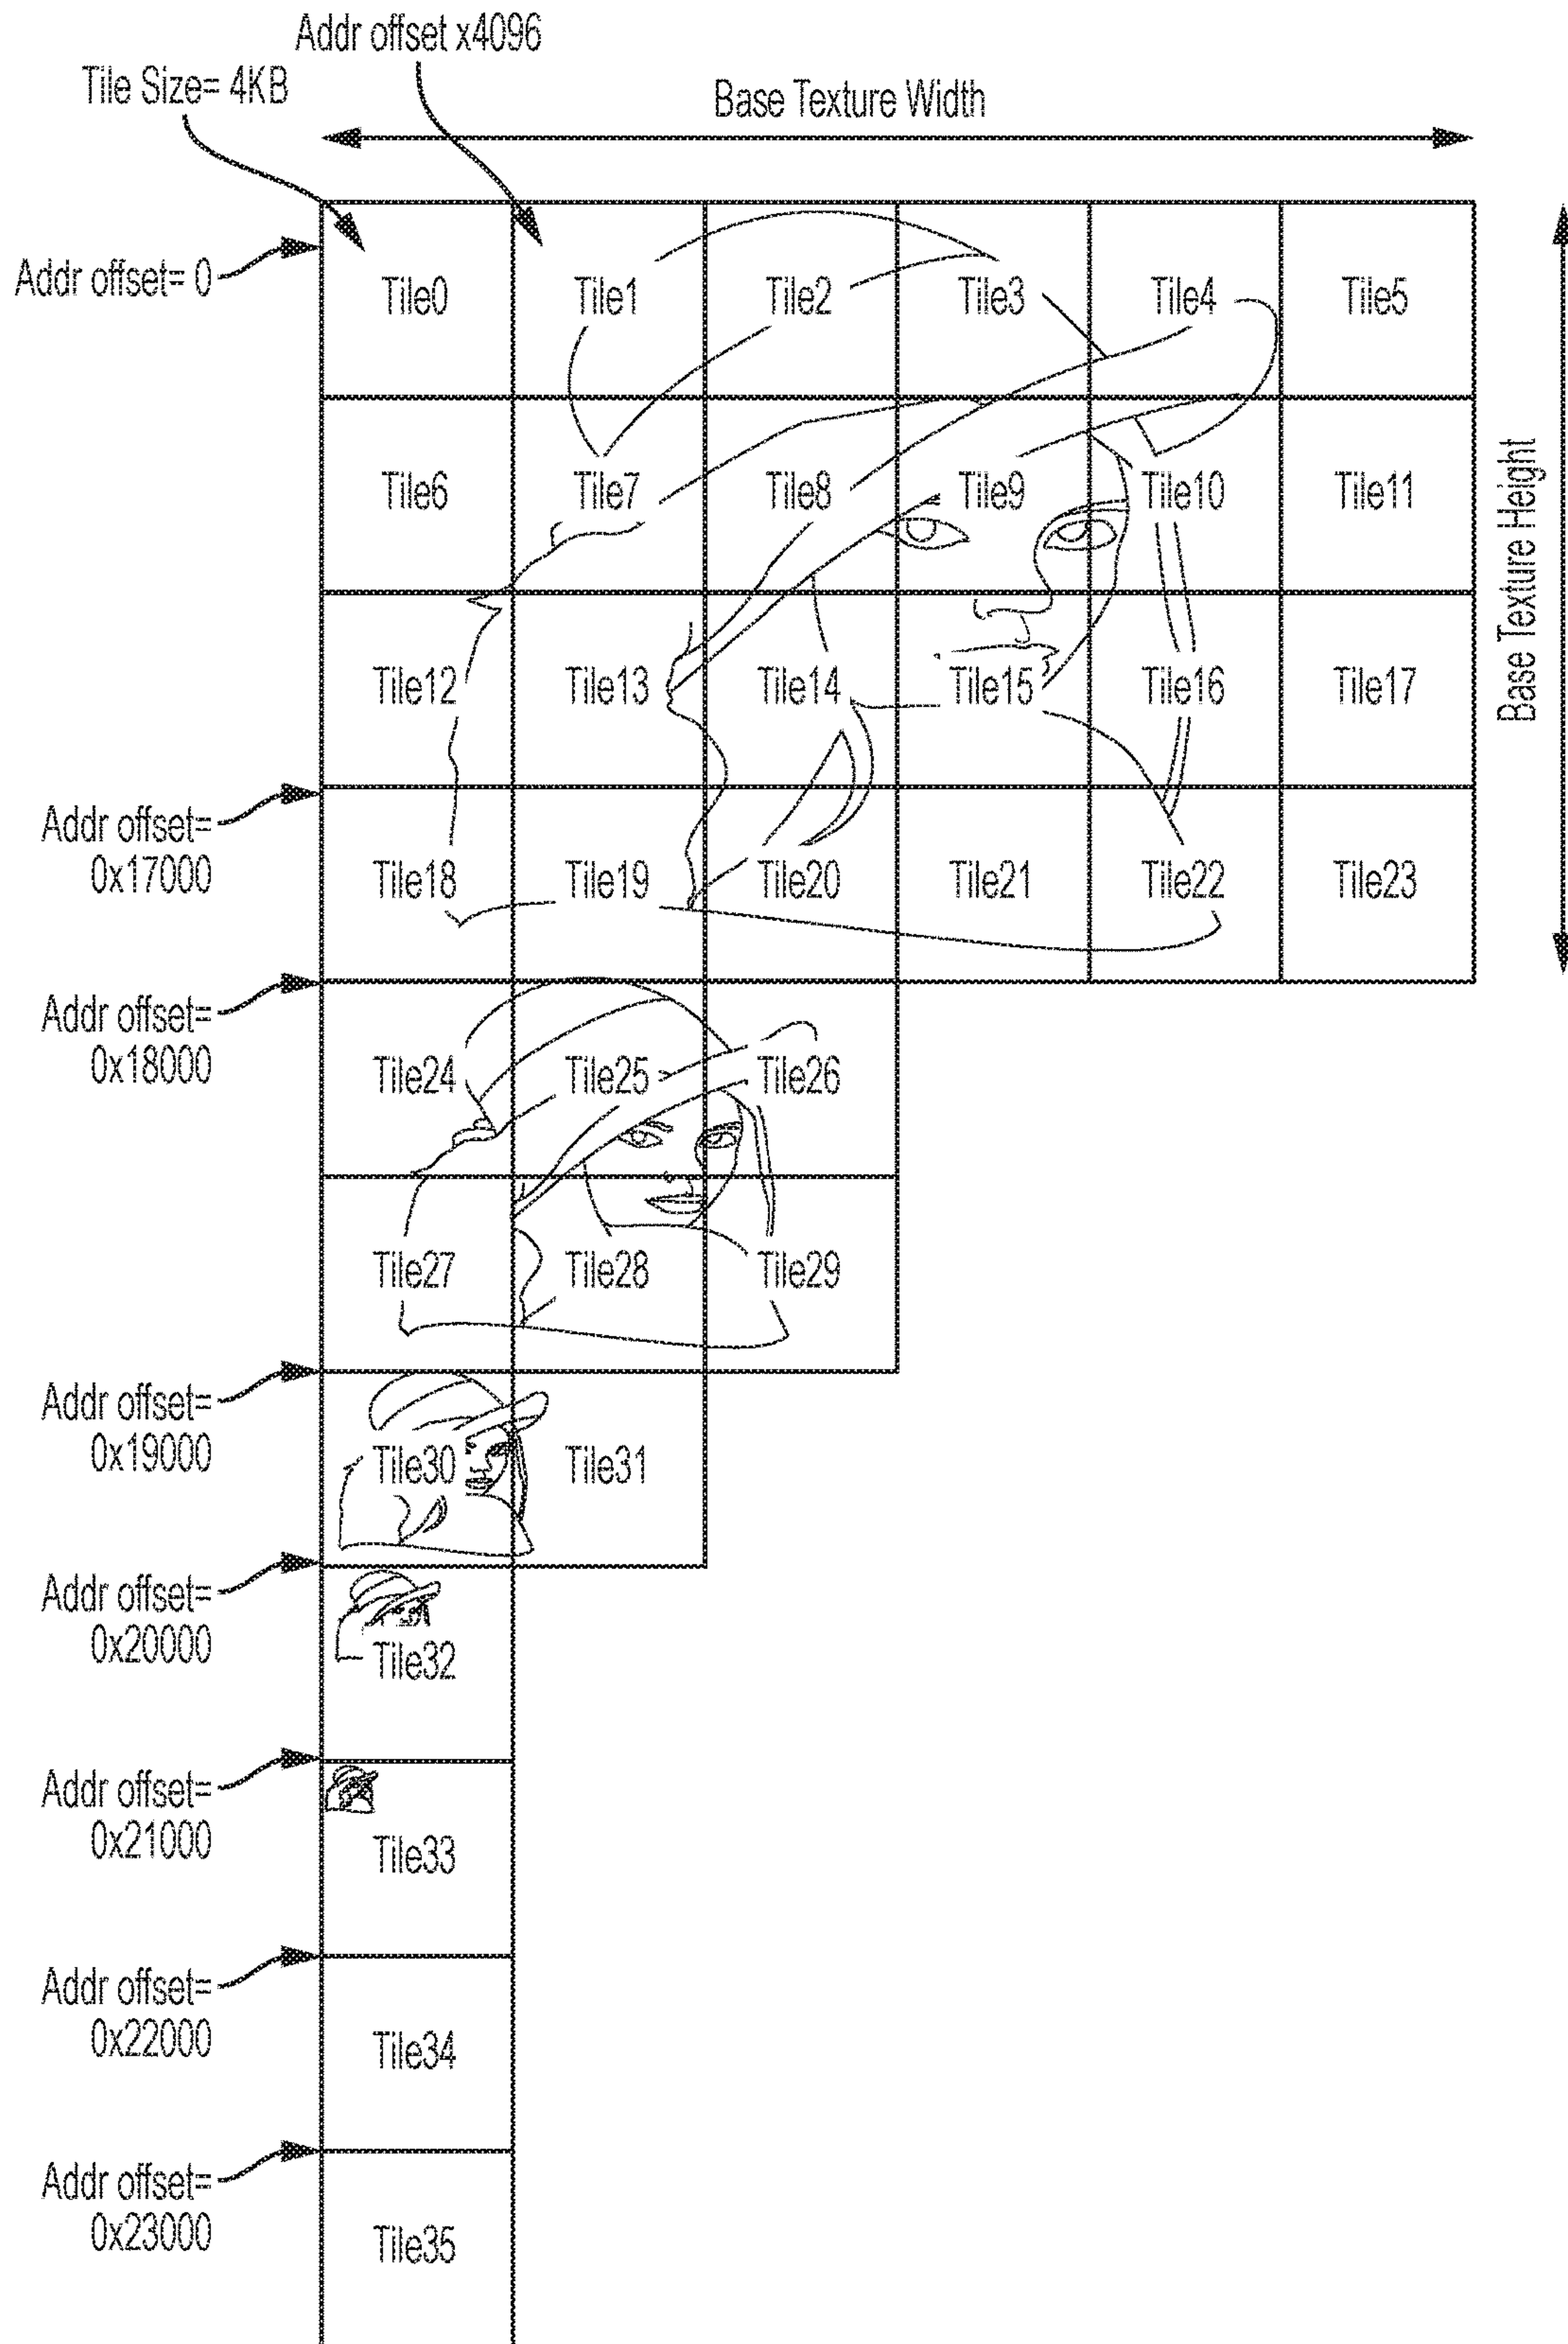 Addr offset x4096
Tile Size= 4KB
Base Texture Width
Addr offset= 0
Tile0 Tile1 Tile2 Tile3 Tile4 Tile5
Tile6 Tile7 Tile8 Tile9 Tile10 Tile11
Base Texture Height
Tile12 Tile13 Tile14 Tile15 Tile16 Tile17
Addr offset=
0x17000
Tile18 Tile19 Tile20 Tile21 Tile22 Tile23
Addr offset=
0x18000
Tile24 Tile25 Tile26
Tile27 Tile28 Tile29
Addr offset=
0x19000
Tile30 Tile31
Addr offset=
0x20000
Tile32
Addr offset=
0x21000
Tile33
Addr offset=
0x22000
Tile34
Addr offset=
0x23000
Tile35